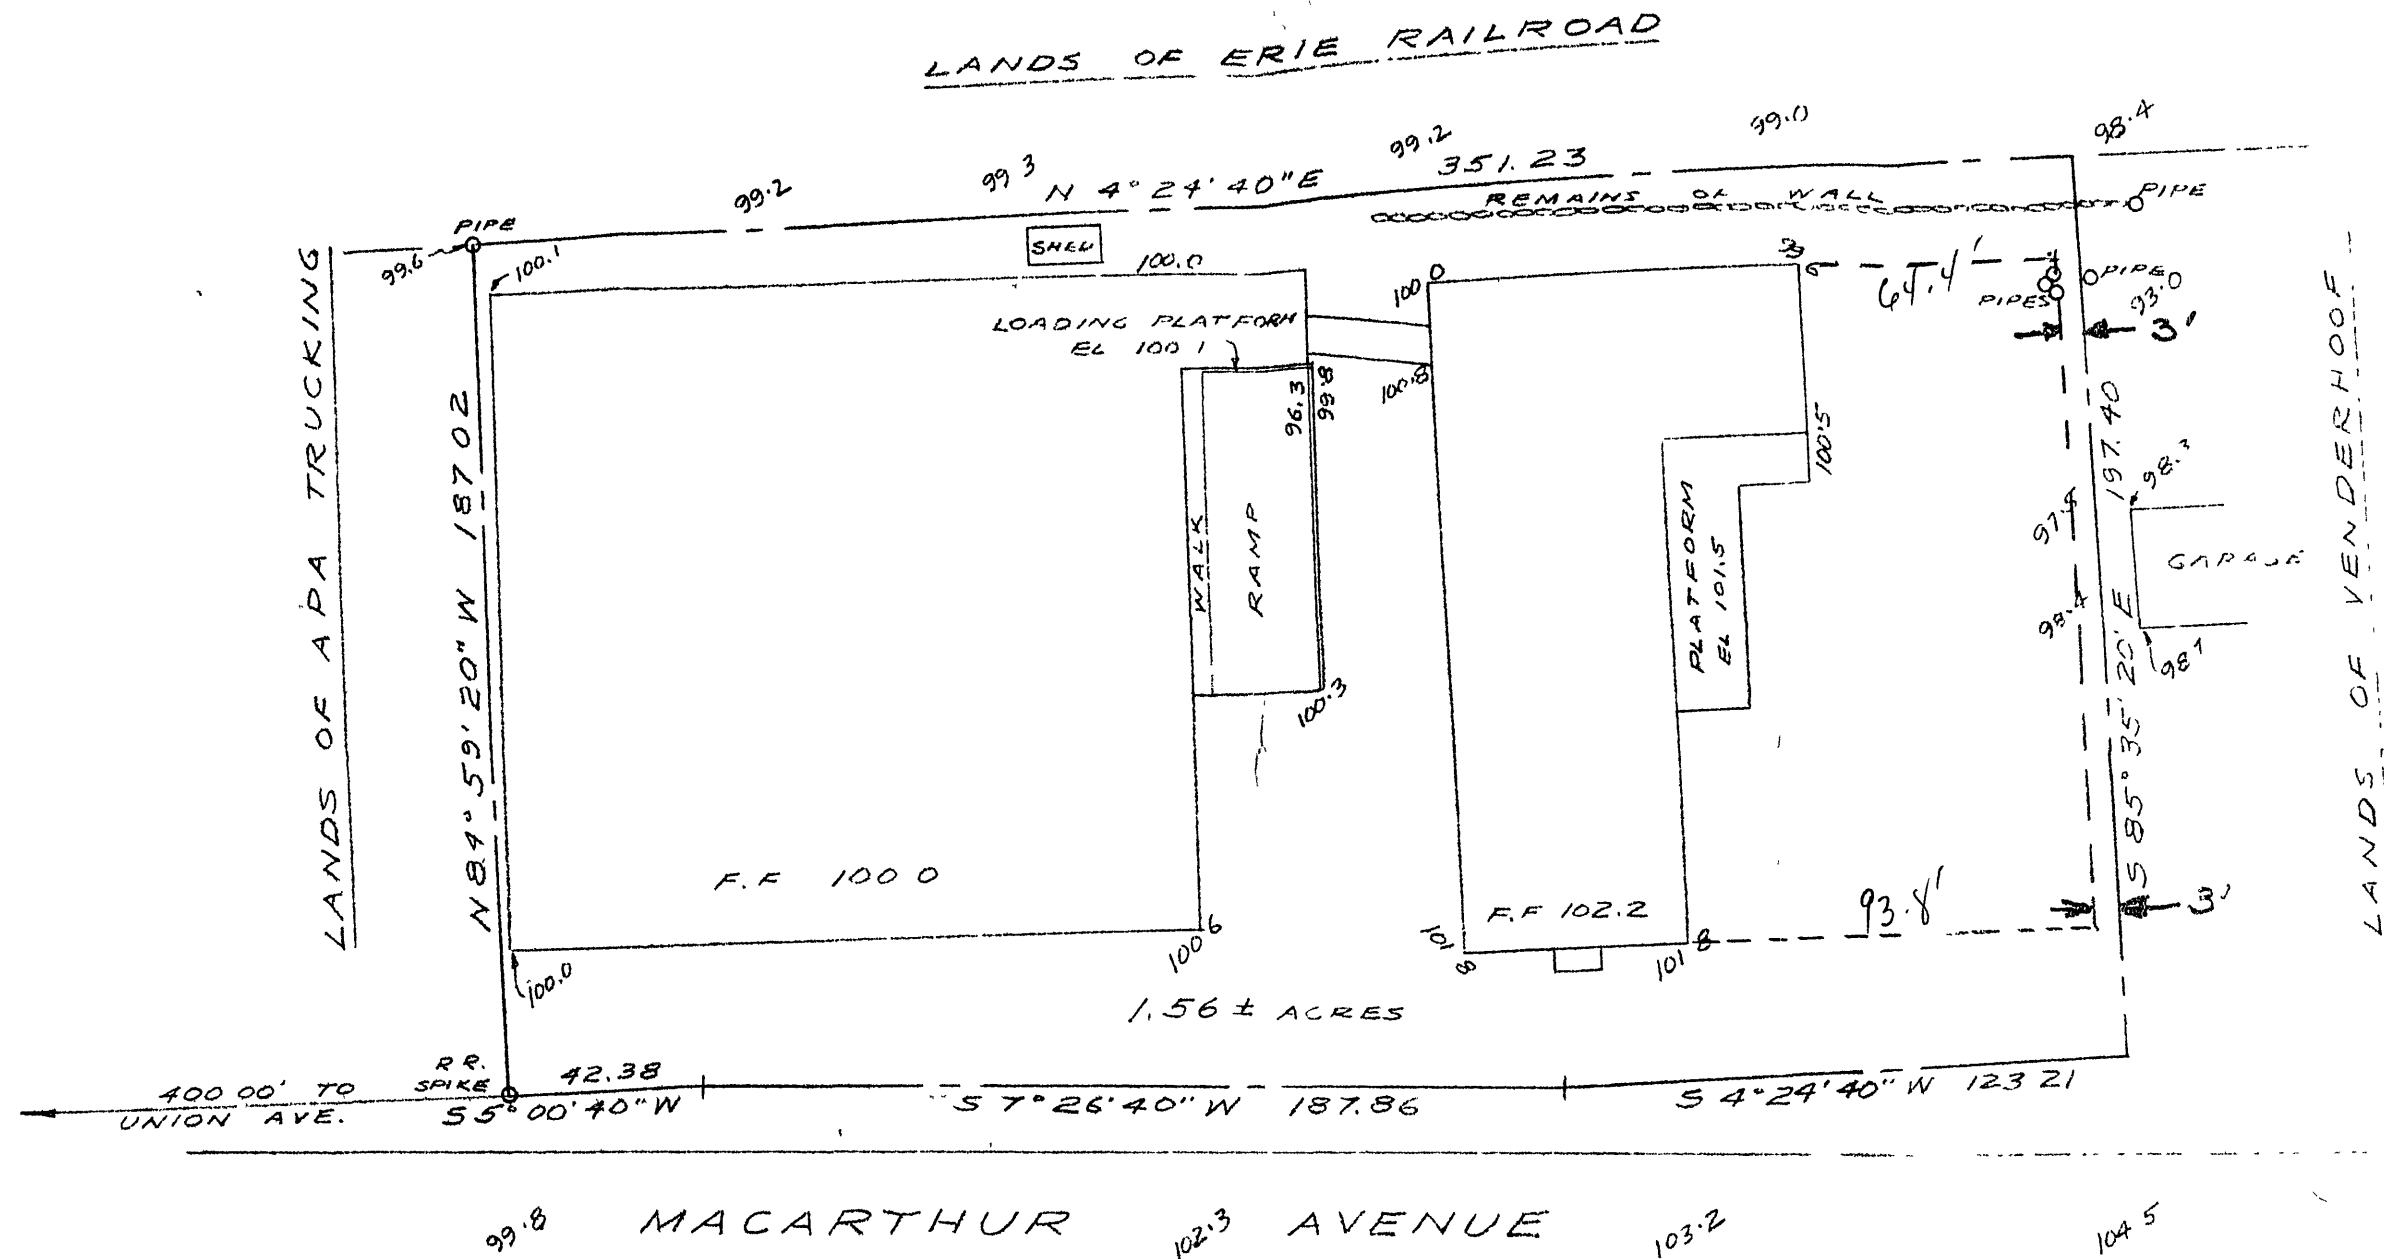 LANDS OF ERIE RAILROAD
98.4
99.0
99.2
99 3
99.2
N 4° 24' 40" E 351.23
REMAINS OF WALL
PIPE
PIPE
99.6
100.1
SHED
100.0
100
0
64.4'
PIPE
PIPES
93.0
3'
LANDS OF A PA TRUCKING
N 84° 59' 20" W 187 02
LOADING PLATFORM
EL 100 1
96.3
99.8
100.8
100.5
WALK
RAMP
100.3
PLATFORM
EL 101.5
197.40
S 85° 35' 20" E
98.1
GARAGE
LANDS OF VENDERHOOF
F.F 100 0
F.F 102.2
93.8'
3'
100
6
101
8
101
8
100.0
1.56 ± ACRES
R R.
SPIKE
42.38
400 00' TO
UNION AVE.
S 5° 00' 40" W
S 7° 26' 40" W 187.86
S 4° 24' 40" W 123 21
99.8
MACARTHUR AVENUE
102.3
103.2
104 5